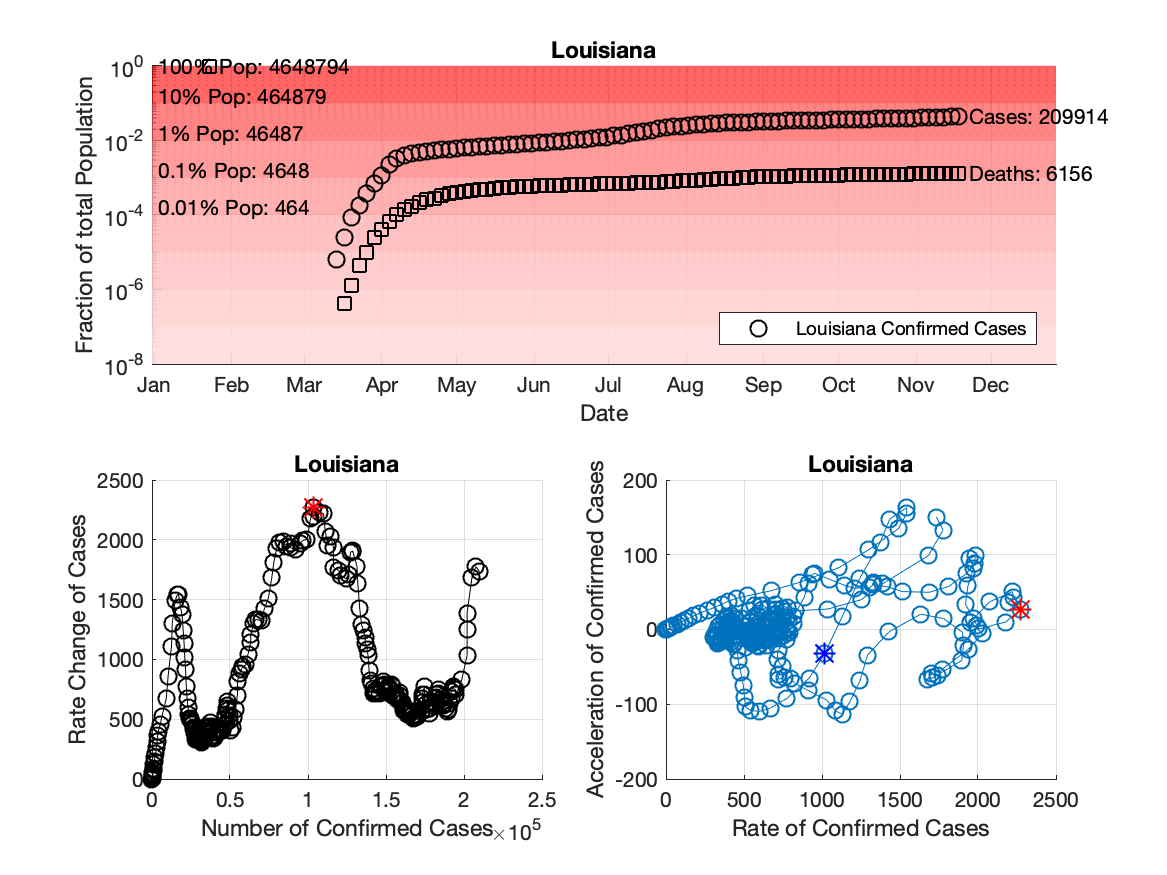 Louisiana
10^0
100% Pop: 4648794
10% Pop: 464879
10^-2
1% Pop: 46487
0.1% Pop: 4648
10^-4
0.01% Pop: 464
10^-6
10^-8
Cases: 209914
Deaths: 6156
Louisiana Confirmed Cases
Fraction of total Population
Jan Feb Mar Apr May Jun Jul Aug Sep Oct Nov Dec
Date
Louisiana
2500
2000
1500
1000
500
0
Rate Change of Cases
0 0.5 1 1.5 2 2.5
Number of Confirmed Cases ×10^5
Louisiana
200
100
0
-100
-200
Acceleration of Confirmed Cases
0 500 1000 1500 2000 2500
Rate of Confirmed Cases